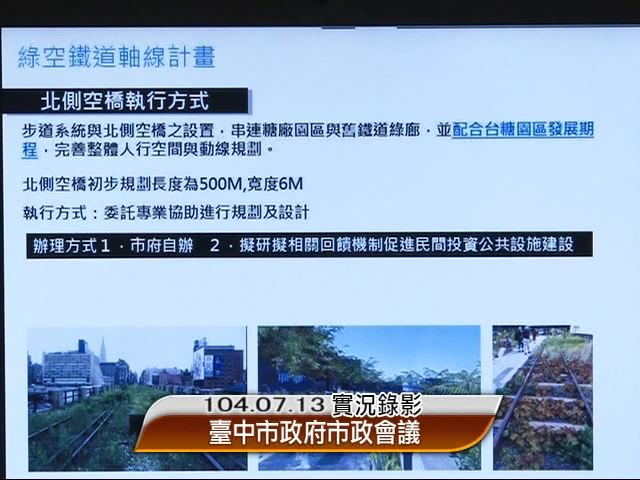 綠空鐵道軸線計畫
北側空橋執行方式
步道系統與北側空橋之設置，串連糖廠園區與舊鐵道綠廊，並配合台糖園區發展期
程，完善整體人行空間與動線規劃。
北側空橋初步規劃長度為500M,寬度6M
執行方式：委託專業協助進行規劃及設計
辦理方式１．市府自辦　２．擬研擬相關回饋機制促進民間投資公共設施建設
104.07.13 實況錄影
臺中市政府市政會議